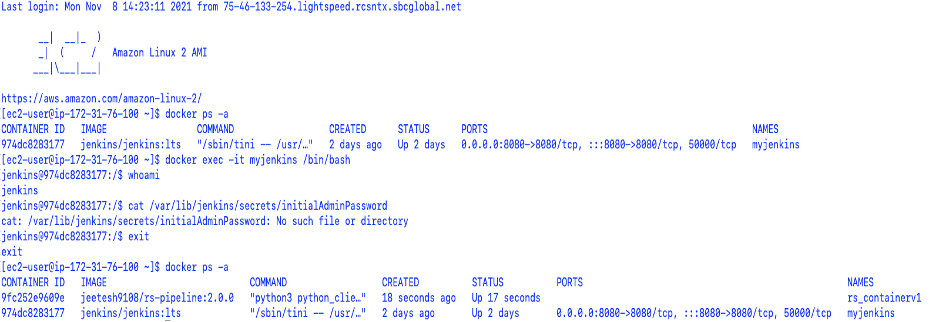 Last login: Mon Nov  8 14:23:11 2021 from 75-46-133-254.lightspeed.rcsntx.sbcglobal.net
       __|  __|_  )
       _|  (     /   Amazon Linux 2 AMI
      ___|\___|___|
https://aws.amazon.com/amazon-linux-2/
[[ec2-user@ip-172-31-76-100 ~]$ docker ps -a
CONTAINER ID   IMAGE                 COMMAND                  CREATED      STATUS      PORTS                                                  NAMES
974dc8283177   jenkins/jenkins:lts   "/sbin/tini -- /usr/…"   2 days ago   Up 2 days   0.0.0.0:8080->8080/tcp, :::8080->8080/tcp, 50000/tcp   myjenkins
[[ec2-user@ip-172-31-76-100 ~]$ docker exec -it myjenkins /bin/bash
[jenkins@974dc8283177:/$ whoami
jenkins
[jenkins@974dc8283177:/$ cat /var/lib/jenkins/secrets/initialAdminPassword
cat: /var/lib/jenkins/secrets/initialAdminPassword: No such file or directory
[jenkins@974dc8283177:/$ exit
exit
[[ec2-user@ip-172-31-76-100 ~]$ docker ps -a
CONTAINER ID   IMAGE                           COMMAND                  CREATED          STATUS          PORTS                                                  NAMES
9fc252e9609e   jeetesh9108/rs-pipeline:2.0.0   "python3 python_clie…"   18 seconds ago   Up 17 seconds                                                          rs_containerv1
974dc8283177   jenkins/jenkins:lts             "/sbin/tini -- /usr/…"   2 days ago       Up 2 days       0.0.0.0:8080->8080/tcp, :::8080->8080/tcp, 50000/tcp   myjenkins